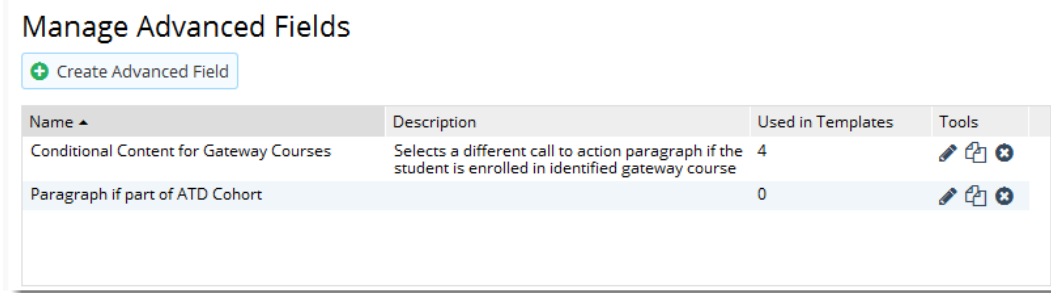 Manage Advanced Fields
Create Advanced Field
Name Description Used in Templates Tools
Conditional Content for Gateway Courses Selects a different call to action paragraph if the 4
student is enrolled in identified gateway course
Paragraph if part of ATD Cohort 0